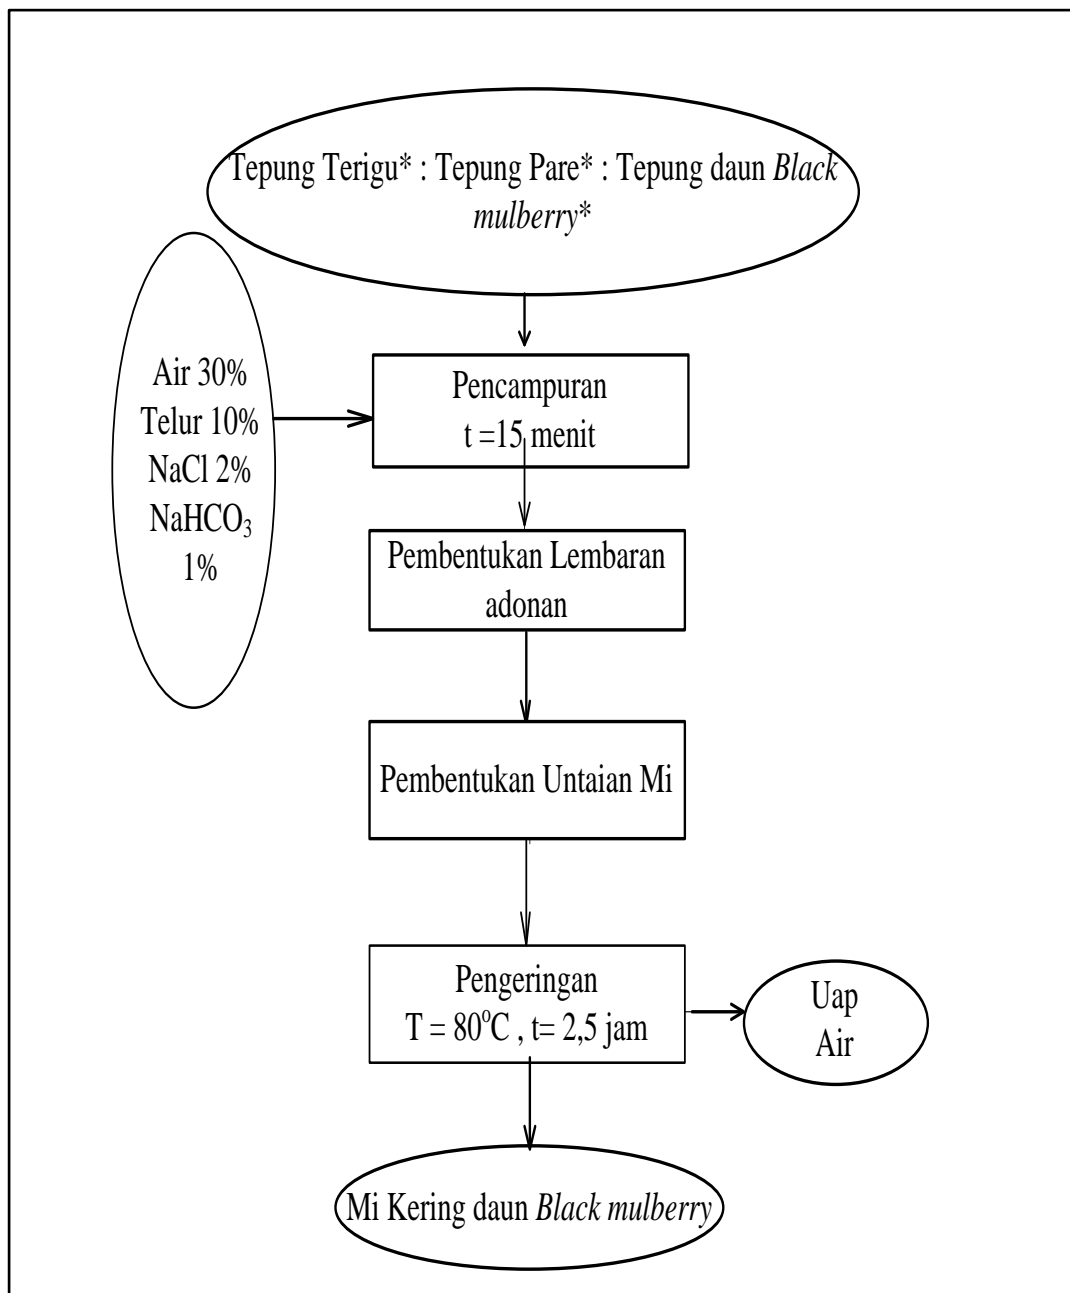 Tepung Terigu* : Tepung Pare* : Tepung daun Black
mulberry*
Air 30%
Telur 10%
NaCl 2%
NaHCO₃
1%
Pencampuran
t =15 menit
Pembentukan Lembaran
adonan
Pembentukan Untaian Mi
Pengeringan
T = 80°C , t= 2,5 jam
Uap
Air
Mi Kering daun Black mulberry